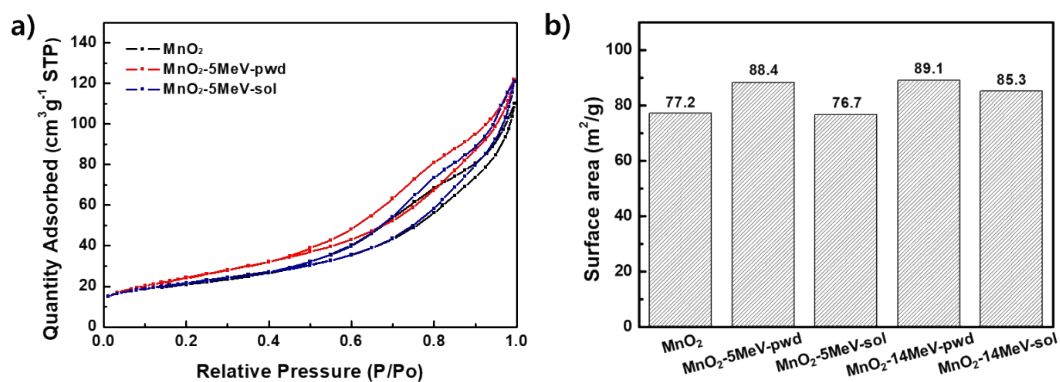 a)
Quantity Adsorbed (cm³g⁻¹ STP)
140
120
100
80
60
40
20
0
MnO₂
MnO₂-5MeV-pwd
MnO₂-5MeV-sol
0.0 0.2 0.4 0.6 0.8 1.0
Relative Pressure (P/Po)
b)
Surface area (m²/g)
100
80
60
40
20
0
77.2
88.4
76.7
89.1
85.3
MnO₂
MnO₂-5MeV-pwd
MnO₂-5MeV-sol
MnO₂-14MeV-pwd
MnO₂-14MeV-sol